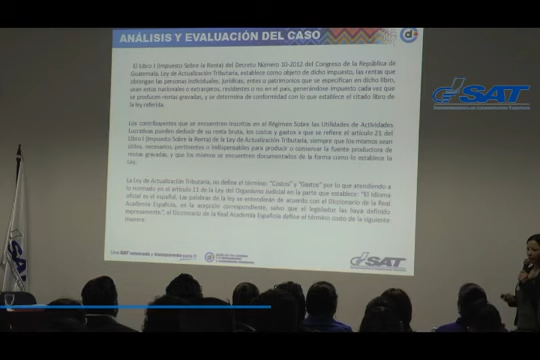 ANÁLISIS Y EVALUACIÓN DEL CASO
El Libro I (Impuesto Sobre la Renta) del Decreto Número 10-2012 del Congreso de la República de
Guatemala, Ley de Actualización Tributaria, establece como objeto de dicho impuesto, las rentas que
obtengan las personas individuales, jurídicas, entes o patrimonios que se especifican en dicho libro,
sean estos nacionales o extranjeros, residentes o no en el país, generándose impuesto cada vez que
se producen rentas gravadas, y se determina de conformidad con lo que establece el citado libro de
la ley referida.
Los contribuyentes que se encuentren inscritos en el Régimen Sobre las Utilidades de Actividades
Lucrativas pueden deducir de su renta bruta, los costos y gastos a que se refiere el artículo 21 del
Libro I (Impuesto Sobre la Renta) de la Ley de Actualización Tributaria, siempre que los mismos sean
útiles, necesarios, pertinentes o indispensables para producir o conservar la fuente productora
de rentas gravadas, y que los mismos se encuentren documentados de la forma como lo establece la
Ley.
La Ley de Actualización Tributaria, no define el término: "Costos" y "Gastos" por lo que atendiendo a
lo normado en el artículo 11 de la Ley del Organismo Judicial en la parte que establece: "El idioma
oficial es el español. Las palabras de la ley se entenderán de acuerdo con el Diccionario de la Real
Academia Española, en la acepción correspondiente, salvo que el legislador las haya definido
expresamente.", el Diccionario de la Real Academia Española define el término costo de la siguiente
manera:
SAT
SAT